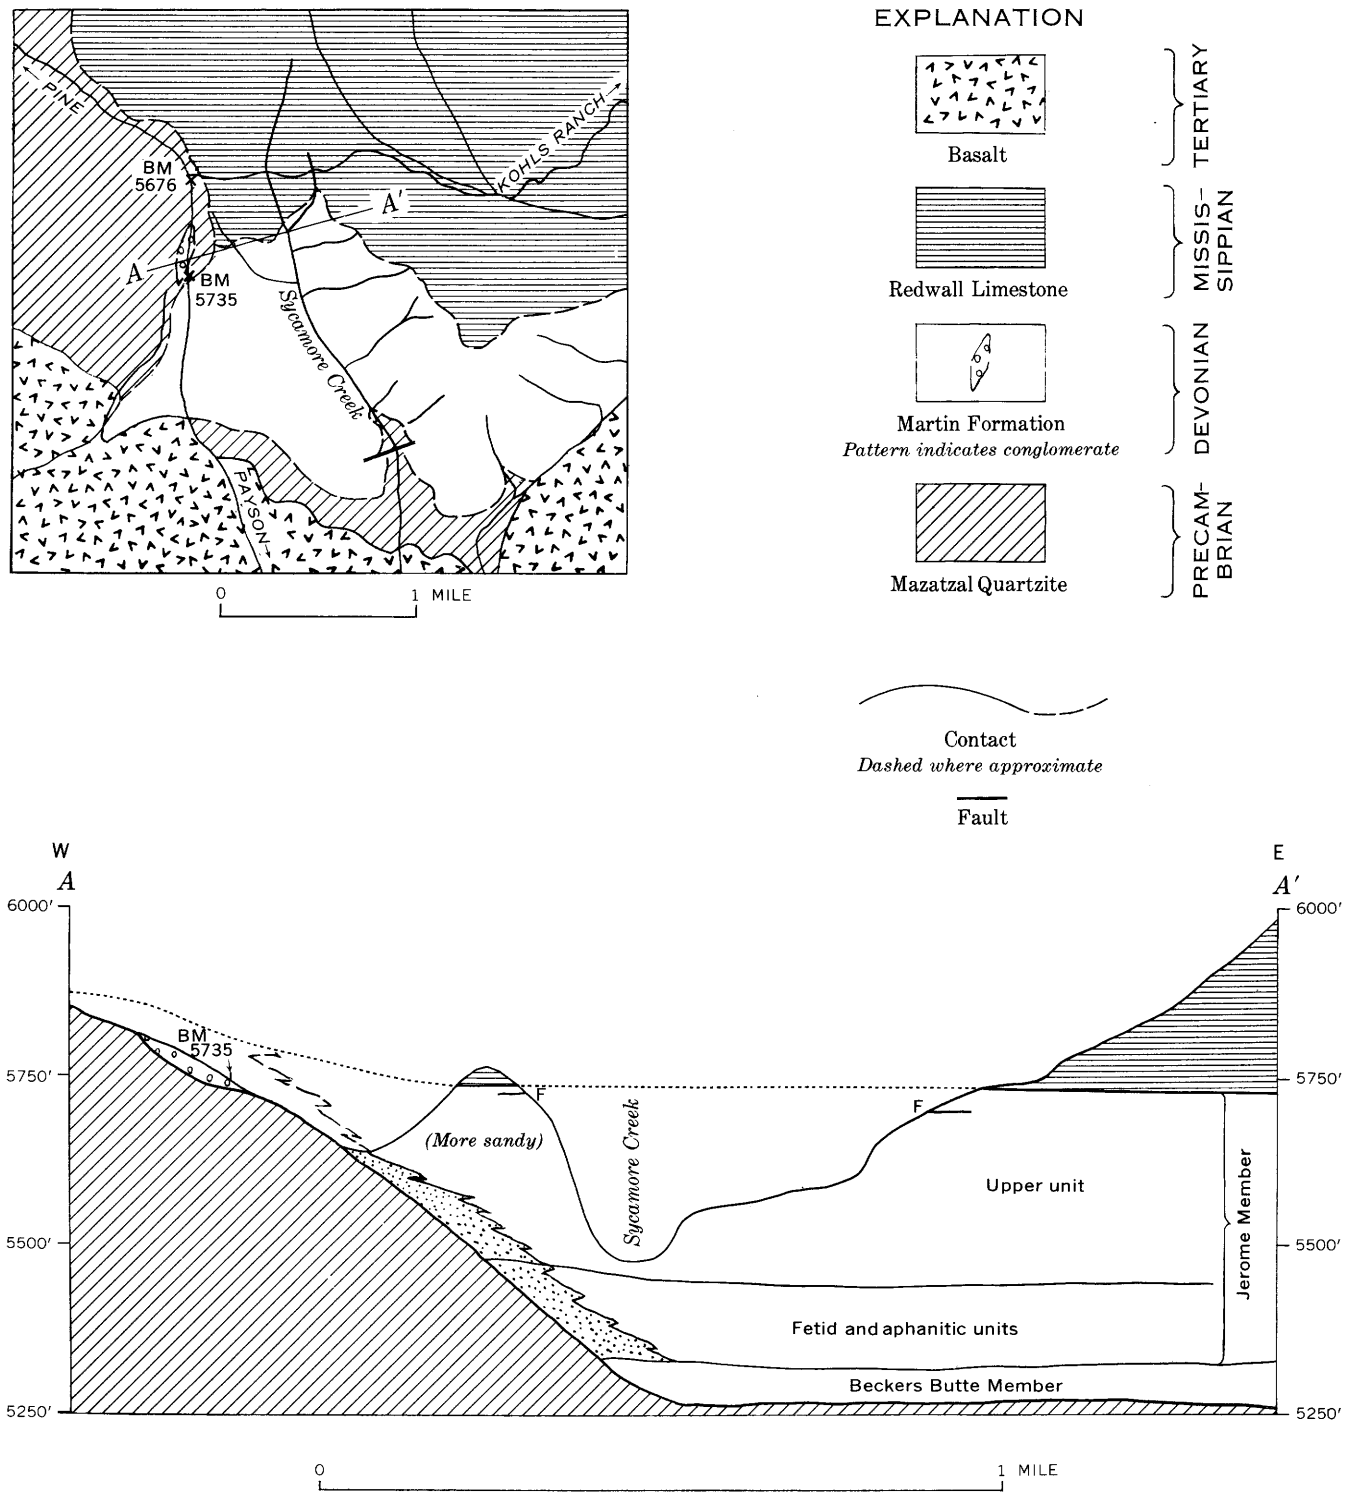 EXPLANATION
Basalt
TERTIARY
Redwall Limestone
MISSIS-
SIPPIAN
Martin Formation
Pattern indicates conglomerate
DEVONIAN
Mazatzal Quartzite
PRECAM-
BRIAN
Contact
Dashed where approximate
Fault
PINE
KOHLS RANCH
BM
5676
A'
A
BM
5735
Sycamore Creek
PAYSON
0 1 MILE
W
A
E
A'
6000'
6000'
BM
5735
5750'
5750'
F
F
(More sandy)
Sycamore Creek
Upper unit
Jerome Member
5500'
5500'
Fetid and aphanitic units
Beckers Butte Member
5250'
5250'
0 1 MILE